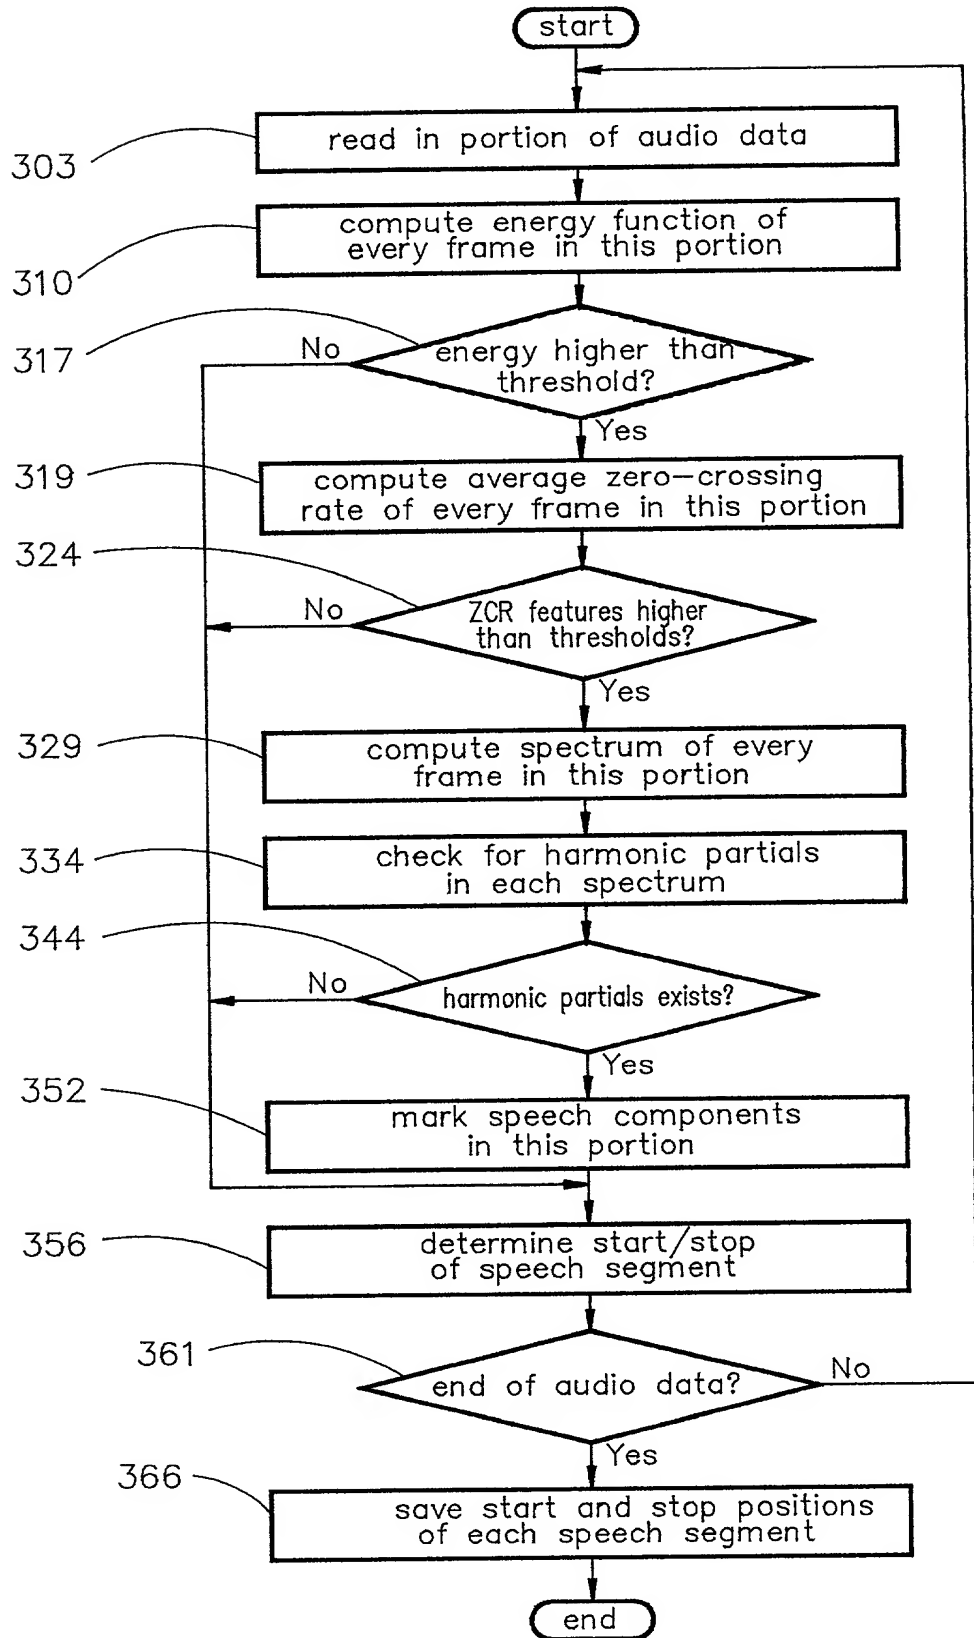 start
303
read in portion of audio data
310
compute energy function of
every frame in this portion
317
No
energy higher than
threshold?
Yes
319
compute average zero-crossing
rate of every frame in this portion
324
No
ZCR features higher
than thresholds?
Yes
329
compute spectrum of every
frame in this portion
334
check for harmonic partials
in each spectrum
344
No
harmonic partials exists?
Yes
352
mark speech components
in this portion
356
determine start/stop
of speech segment
361
end of audio data?
No
Yes
366
save start and stop positions
of each speech segment
end